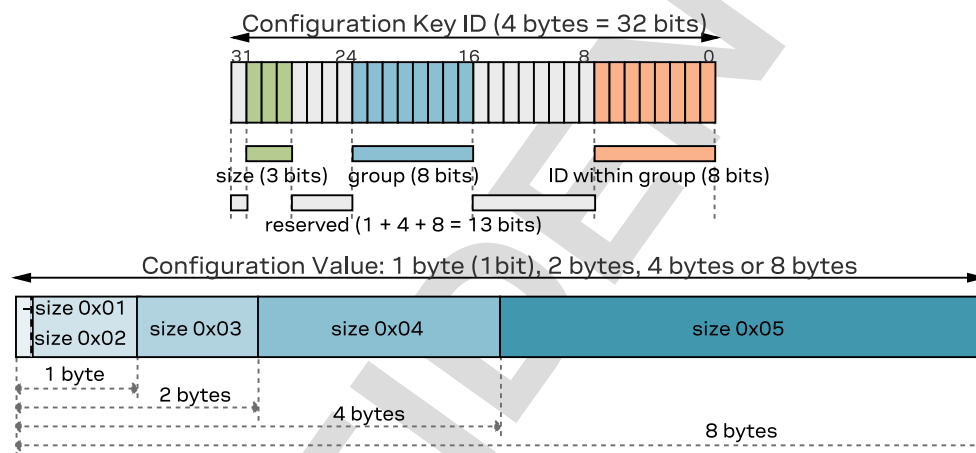 Configuration Key ID (4 bytes = 32 bits)
31 24 16 8 0
size (3 bits) group (8 bits) ID within group (8 bits)
reserved (1 + 4 + 8 = 13 bits)
Configuration Value: 1 byte (1bit), 2 bytes, 4 bytes or 8 bytes
size 0x01
size 0x02
size 0x03
size 0x04
size 0x05
1 byte
2 bytes
4 bytes
8 bytes